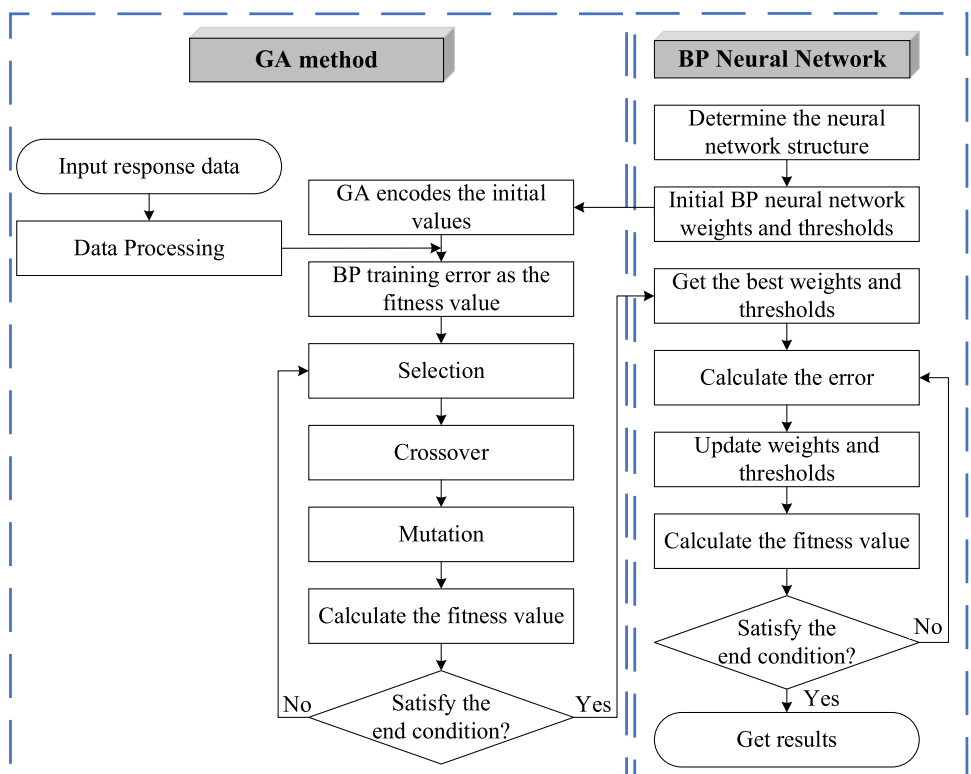 GA method
Input response data
Data Processing
GA encodes the initial
values
BP training error as the
fitness value
Selection
Crossover
Mutation
Calculate the fitness value
Satisfy the
end condition?
No
Yes
BP Neural Network
Determine the neural
network structure
Initial BP neural network
weights and thresholds
Get the best weights and
thresholds
Calculate the error
Update weights and
thresholds
Calculate the fitness value
Satisfy the
end condition?
No
Yes
Get results